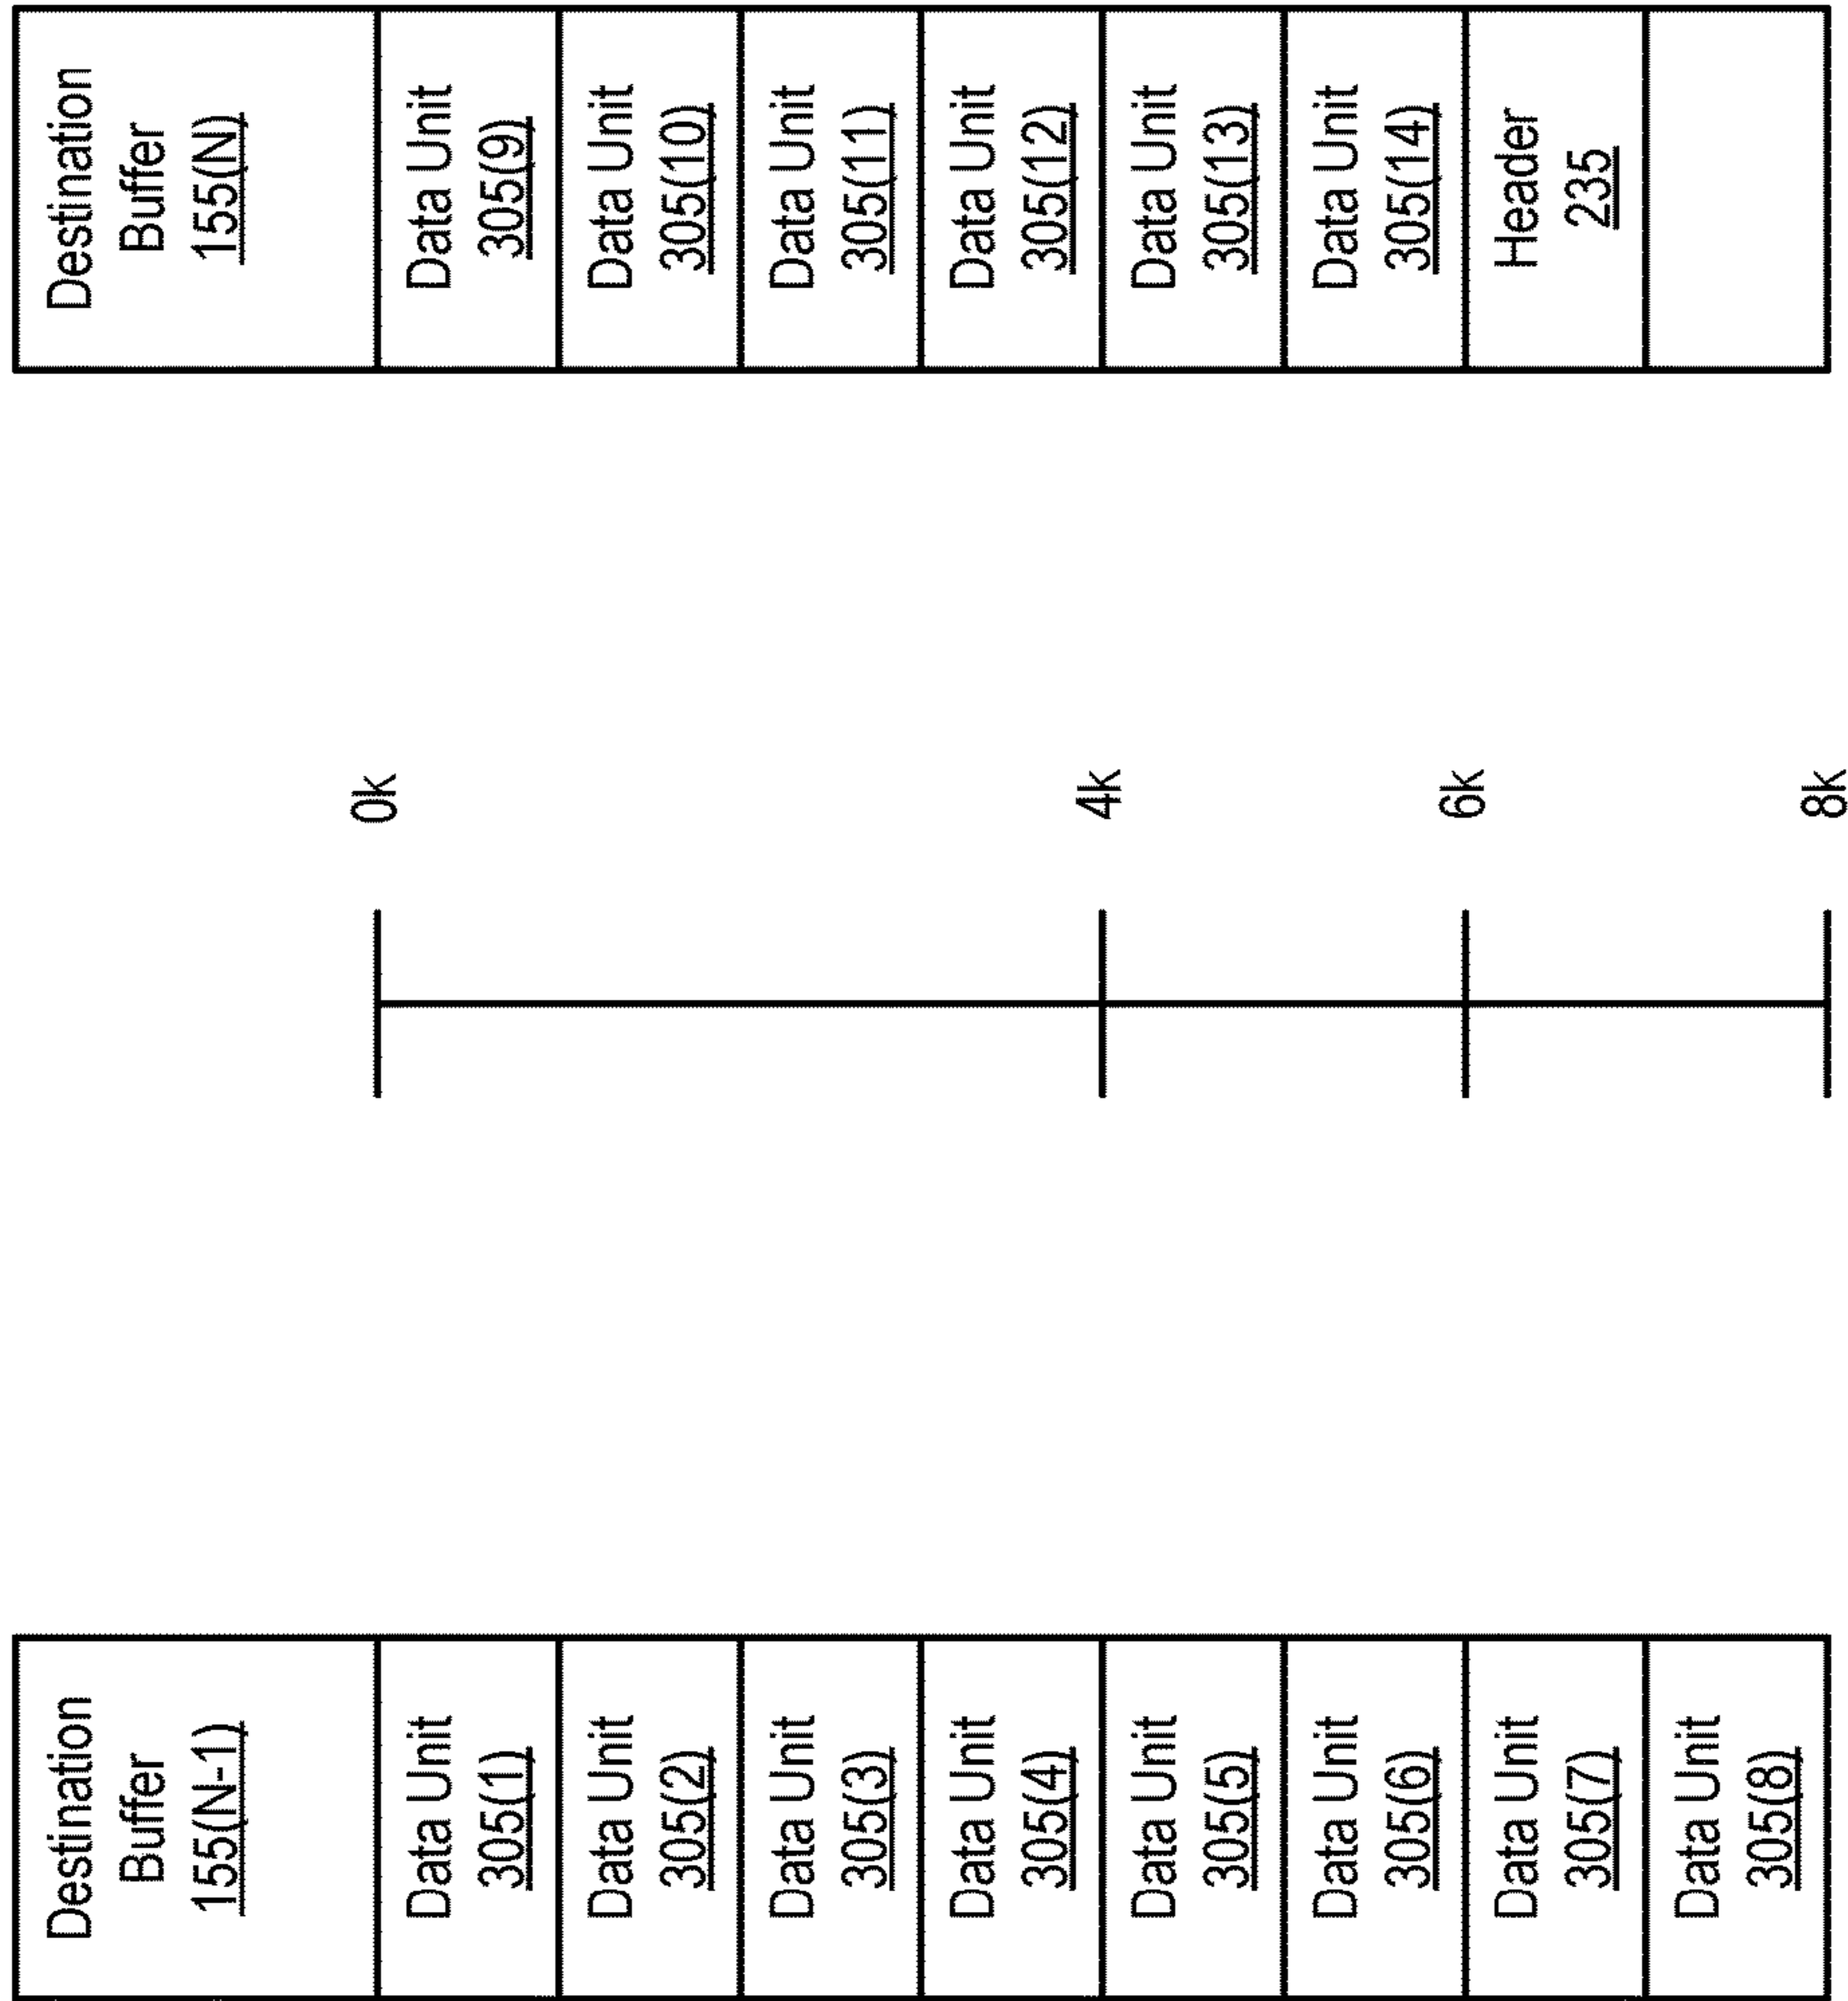 Destination
Buffer
155(N-1)
Data Unit
305(1)
Data Unit
305(2)
Data Unit
305(3)
Data Unit
305(4)
Data Unit
305(5)
Data Unit
305(6)
Data Unit
305(7)
Data Unit
305(8)
0k
4k
6k
8k
Destination
Buffer
155(N)
Data Unit
305(9)
Data Unit
305(10)
Data Unit
305(11)
Data Unit
305(12)
Data Unit
305(13)
Data Unit
305(14)
Header
235